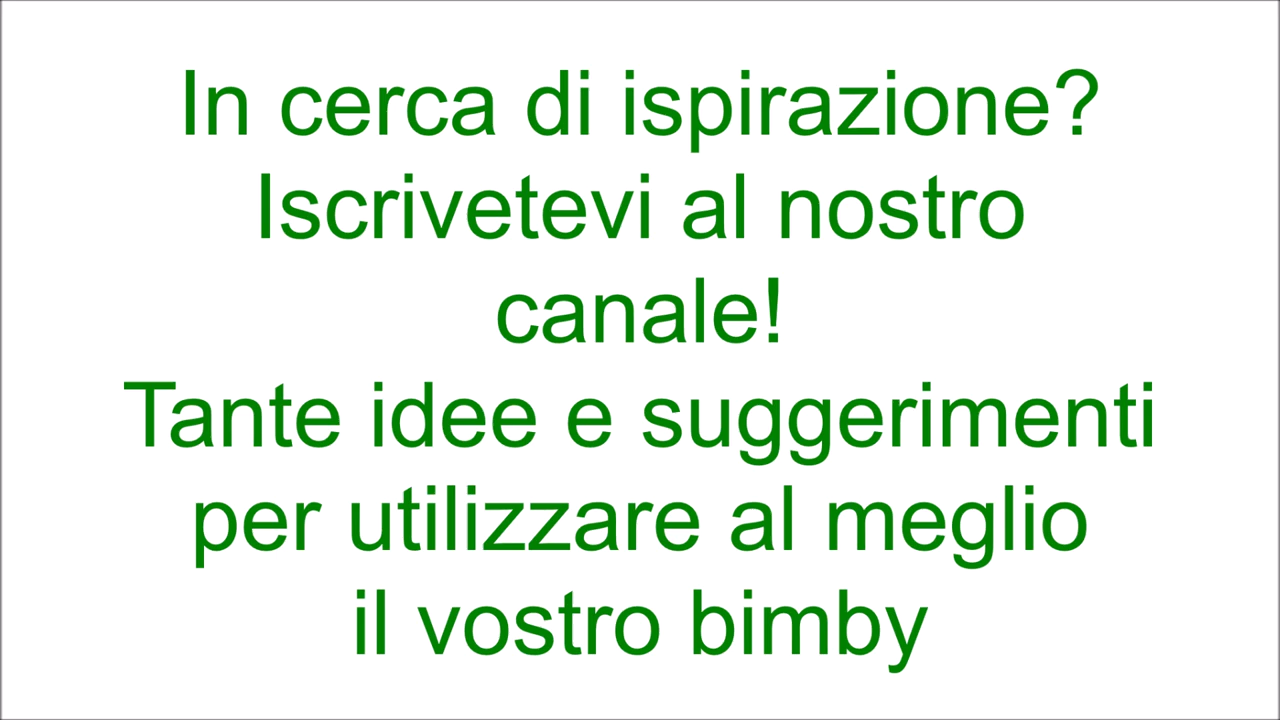 In cerca di ispirazione?
Iscrivetevi al nostro
canale!
Tante idee e suggerimenti
per utilizzare al meglio
il vostro bimby